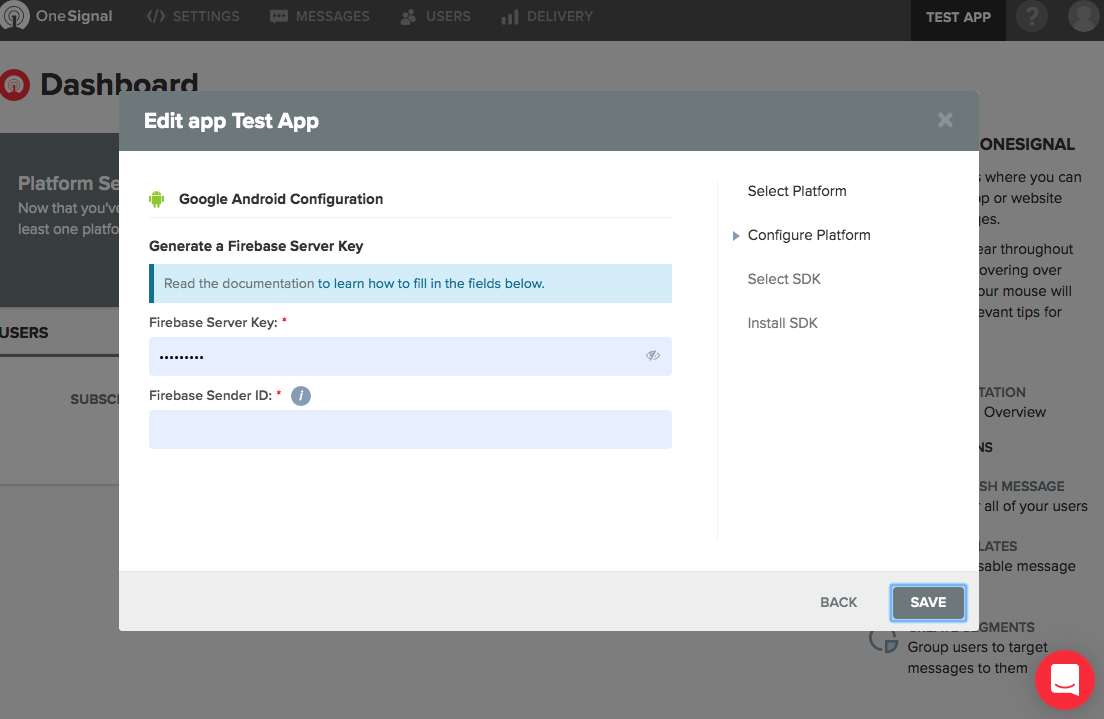 OneSignal
SETTINGS
MESSAGES
USERS
DELIVERY
TEST APP
?
Dashboard
Edit app Test App
Platform Se
Now that you've
least one platfo
USERS
SUBSC
Google Android Configuration
Generate a Firebase Server Key
Read the documentation to learn how to fill in the fields below.
Firebase Server Key: *
•••••••••
Firebase Sender ID: * i
Select Platform
Configure Platform
Select SDK
Install SDK
BACK
SAVE
ONESIGNAL
where you can
or website
ear throughout
overing over
our mouse will
evant tips for
TATION
Overview
NS
SH MESSAGE
all of your users
LATES
sable message
CREATE SEGMENTS
Group users to target
messages to them